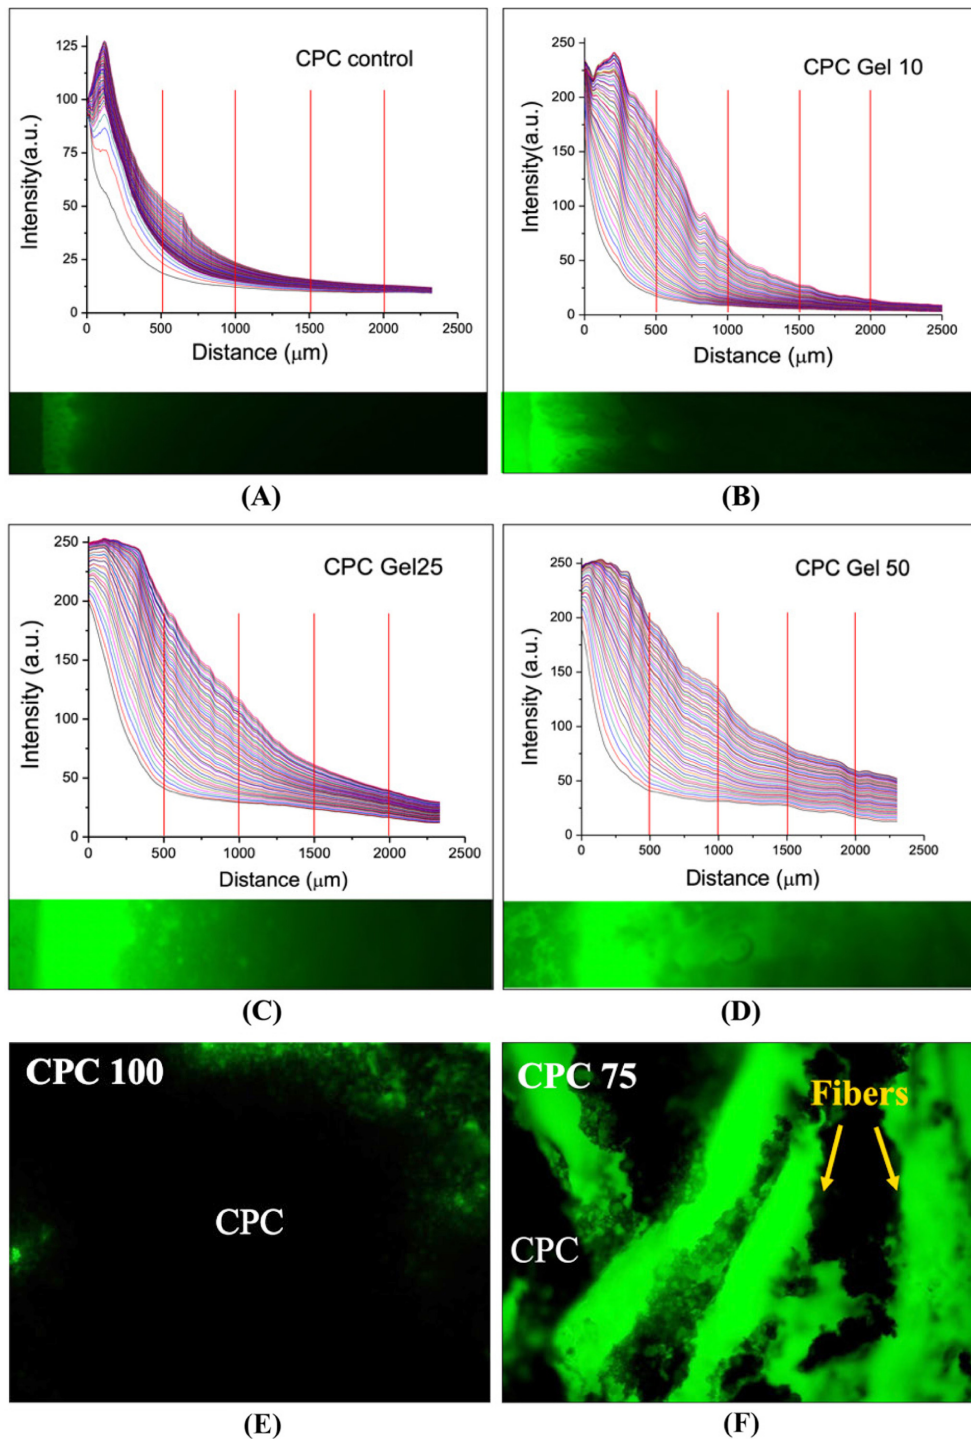 CPC control
Intensity(a.u.)
125
100
75
50
25
0
0 500 1000 1500 2000 2500
Distance (μm)
(A)
CPC Gel 10
Intensity(a.u.)
250
200
150
100
50
0
0 500 1000 1500 2000 2500
Distance (μm)
(B)
CPC Gel25
Intensity (a.u.)
250
200
150
100
50
0
0 500 1000 1500 2000 2500
Distance (μm)
(C)
CPC Gel 50
Intensity (a.u.)
250
200
150
100
50
0
0 500 1000 1500 2000 2500
Distance (μm)
(D)
CPC 100
CPC
(E)
CPC 75
Fibers
CPC
(F)